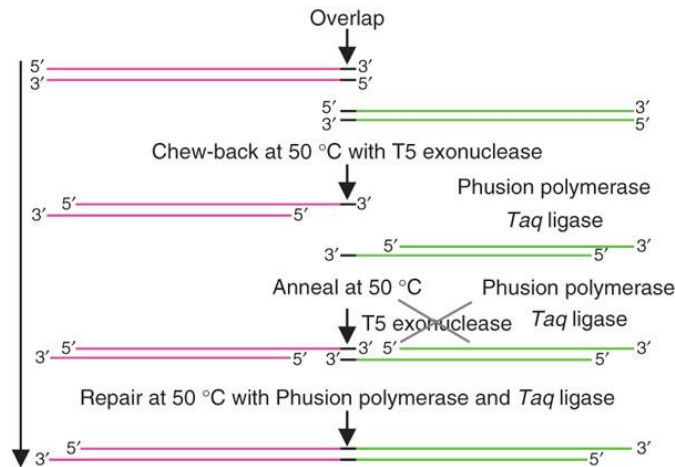 Overlap
5′ 3′
3′ 5′
5′ 3′
3′ 5′
Chew-back at 50 °C with T5 exonuclease
Phusion polymerase
5′ 3′
3′ 5′
Taq ligase
5′ 3′
3′ 5′
Anneal at 50 °C Phusion polymerase
T5 exonuclease Taq ligase
5′ 3′ 5′ 3′
3′ 5′ 3′ 5′
Repair at 50 °C with Phusion polymerase and Taq ligase
5′ 3′
3′ 5′